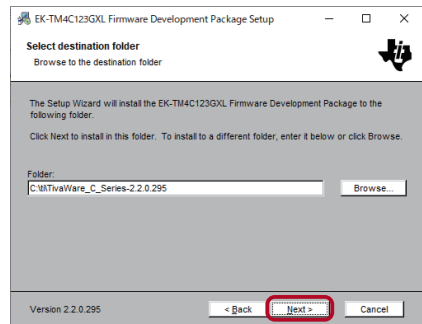 EK-TM4C123GXL Firmware Development Package Setup
Select destination folder
Browse to the destination folder
The Setup Wizard will install the EK-TM4C123GXL Firmware Development Package to the
following folder.
Click Next to install in this folder. To install to a different folder, enter it below or click Browse.
Folder:
C:\ti\TivaWare_C_Series-2.2.0.295
Browse...
Version 2.2.0.295
< Back
Next >
Cancel